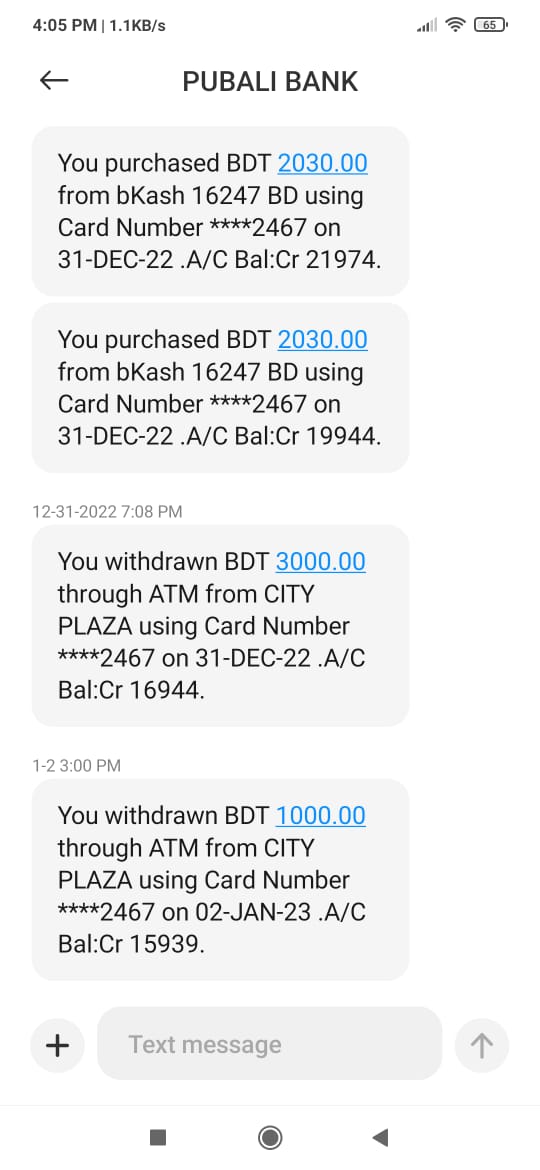 4:05 PM | 1.1KB/s
65
PUBALI BANK
You purchased BDT 2030.00
from bKash 16247 BD using
Card Number ****2467 on
31-DEC-22 .A/C Bal:Cr 21974.
You purchased BDT 2030.00
from bKash 16247 BD using
Card Number ****2467 on
31-DEC-22 .A/C Bal:Cr 19944.
12-31-2022 7:08 PM
You withdrawn BDT 3000.00
through ATM from CITY
PLAZA using Card Number
****2467 on 31-DEC-22 .A/C
Bal:Cr 16944.
1-2 3:00 PM
You withdrawn BDT 1000.00
through ATM from CITY
PLAZA using Card Number
****2467 on 02-JAN-23 .A/C
Bal:Cr 15939.
Text message